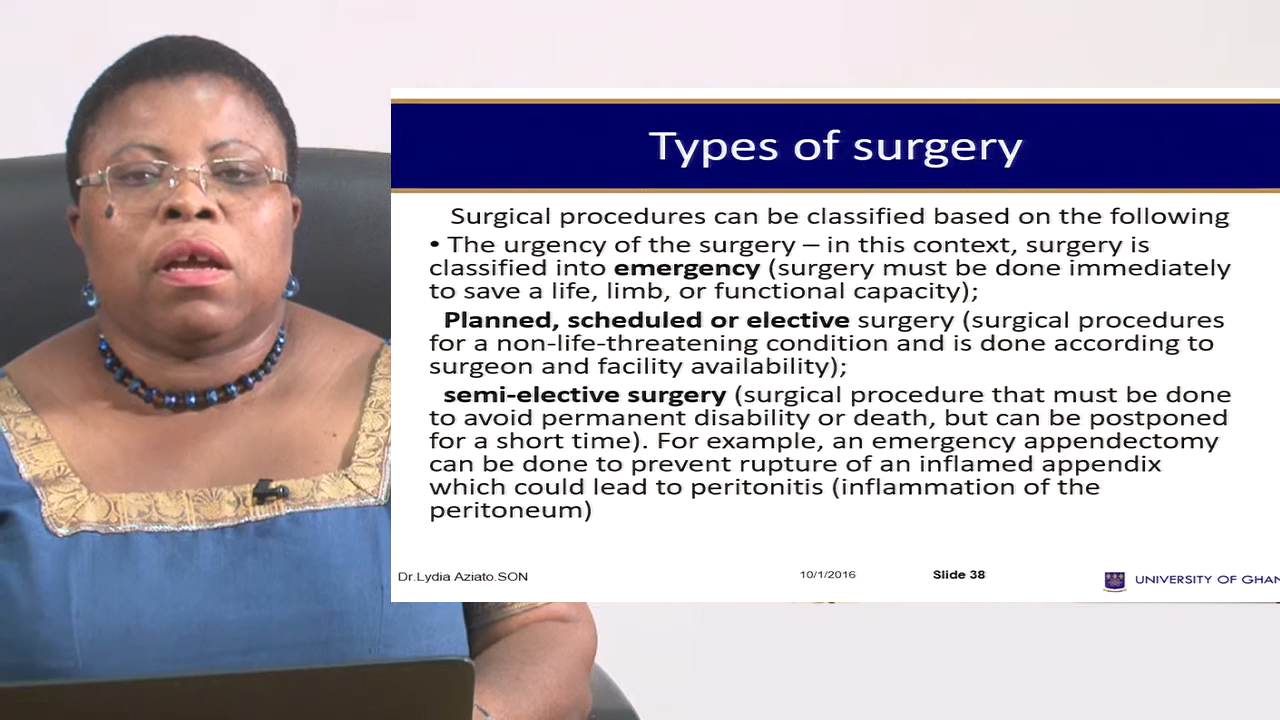 Types of surgery
Surgical procedures can be classified based on the following
• The urgency of the surgery – in this context, surgery is
classified into emergency (surgery must be done immediately
to save a life, limb, or functional capacity);
Planned, scheduled or elective surgery (surgical procedures
for a non-life-threatening condition and is done according to
surgeon and facility availability);
semi-elective surgery (surgical procedure that must be done
to avoid permanent disability or death, but can be postponed
for a short time). For example, an emergency appendectomy
can be done to prevent rupture of an inflamed appendix
which could lead to peritonitis (inflammation of the
peritoneum)
Dr.Lydia Aziato.SON
10/1/2016
Slide 38
UNIVERSITY OF GHAN